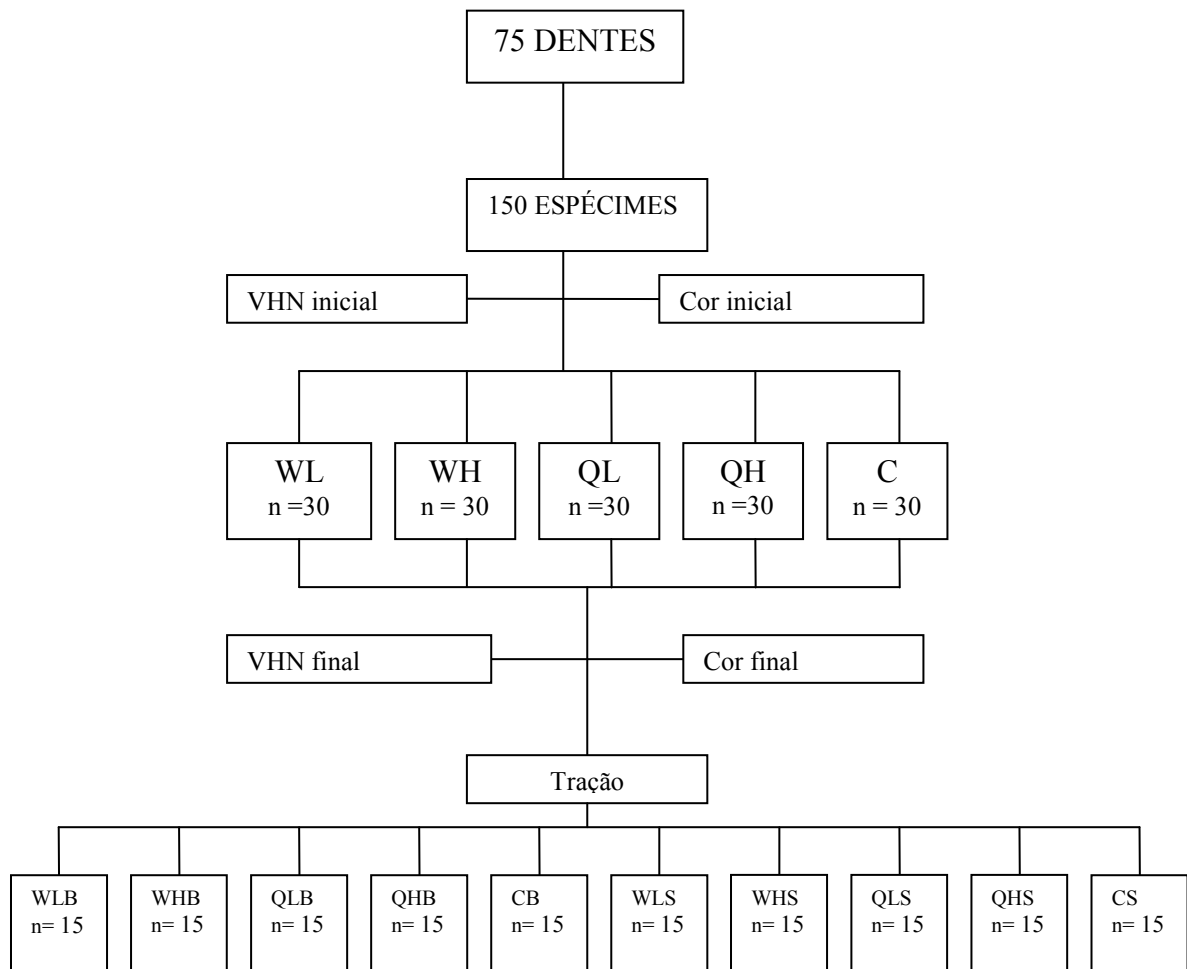 75 DENTES
150 ESPÉCIMES
VHN inicial
Cor inicial
WL
n =30
WH
n = 30
QL
n =30
QH
n =30
C
n = 30
VHN final
Cor final
Tração
WLB
n= 15
WHB
n= 15
QLB
n= 15
QHB
n= 15
CB
n= 15
WLS
n= 15
WHS
n= 15
QLS
n= 15
QHS
n= 15
CS
n= 15